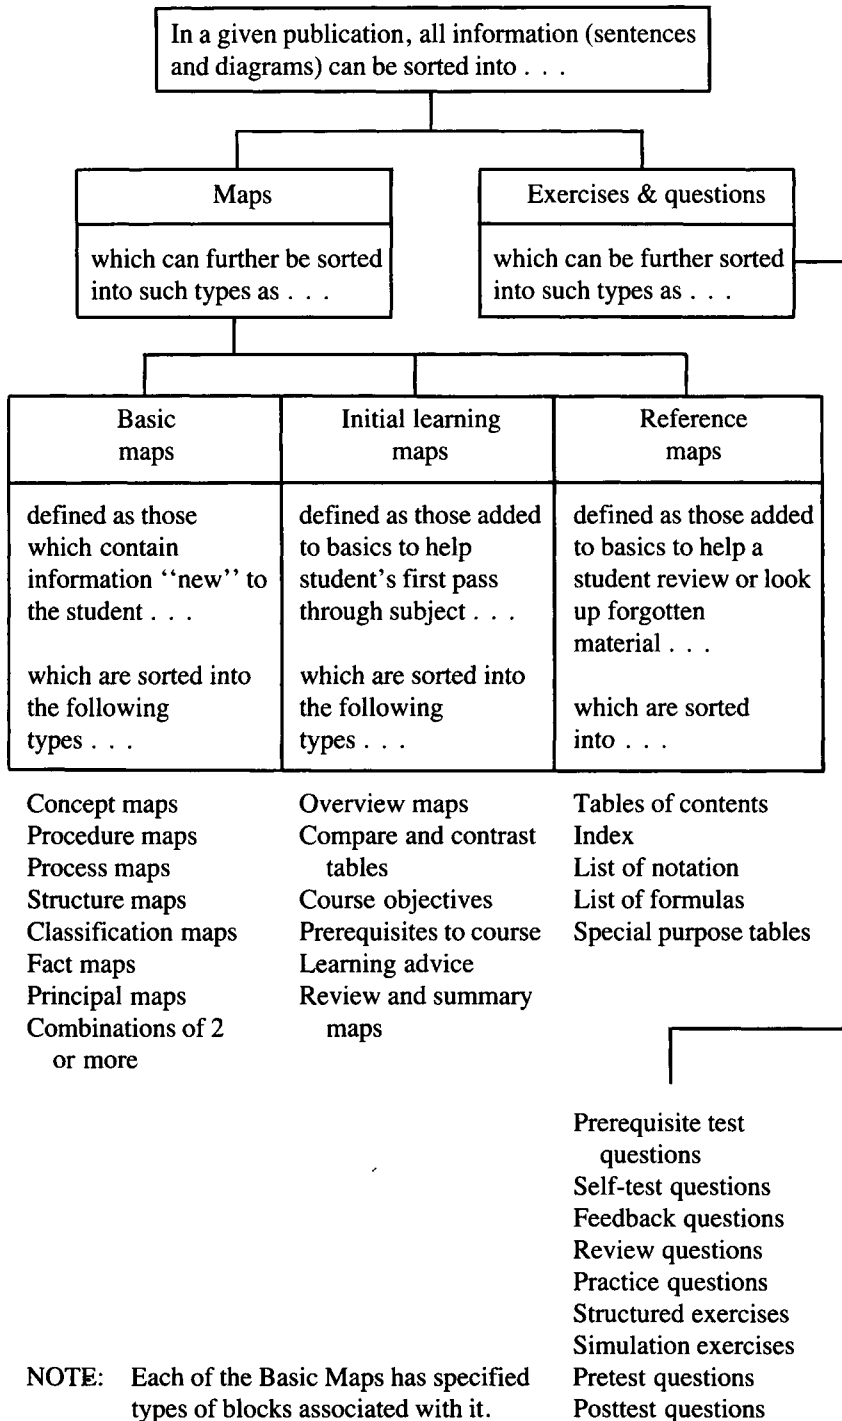 In a given publication, all information (sentences
and diagrams) can be sorted into . . .
Maps
which can further be sorted
into such types as . . .
Exercises & questions
which can be further sorted
into such types as . . .
Basic
maps
defined as those
which contain
information “new” to
the student . . .
which are sorted into
the following
types . . .
Initial learning
maps
defined as those added
to basics to help
student’s first pass
through subject . . .
which are sorted into
the following
types . . .
Reference
maps
defined as those added
to basics to help a
student review or look
up forgotten
material . . .
which are sorted
into . . .
Concept maps
Procedure maps
Process maps
Structure maps
Classification maps
Fact maps
Principal maps
Combinations of 2
or more
Overview maps
Compare and contrast
tables
Course objectives
Prerequisites to course
Learning advice
Review and summary
maps
Tables of contents
Index
List of notation
List of formulas
Special purpose tables
Prerequisite test
questions
Self-test questions
Feedback questions
Review questions
Practice questions
Structured exercises
Simulation exercises
Pretest questions
Posttest questions
NOTE: Each of the Basic Maps has specified
types of blocks associated with it.